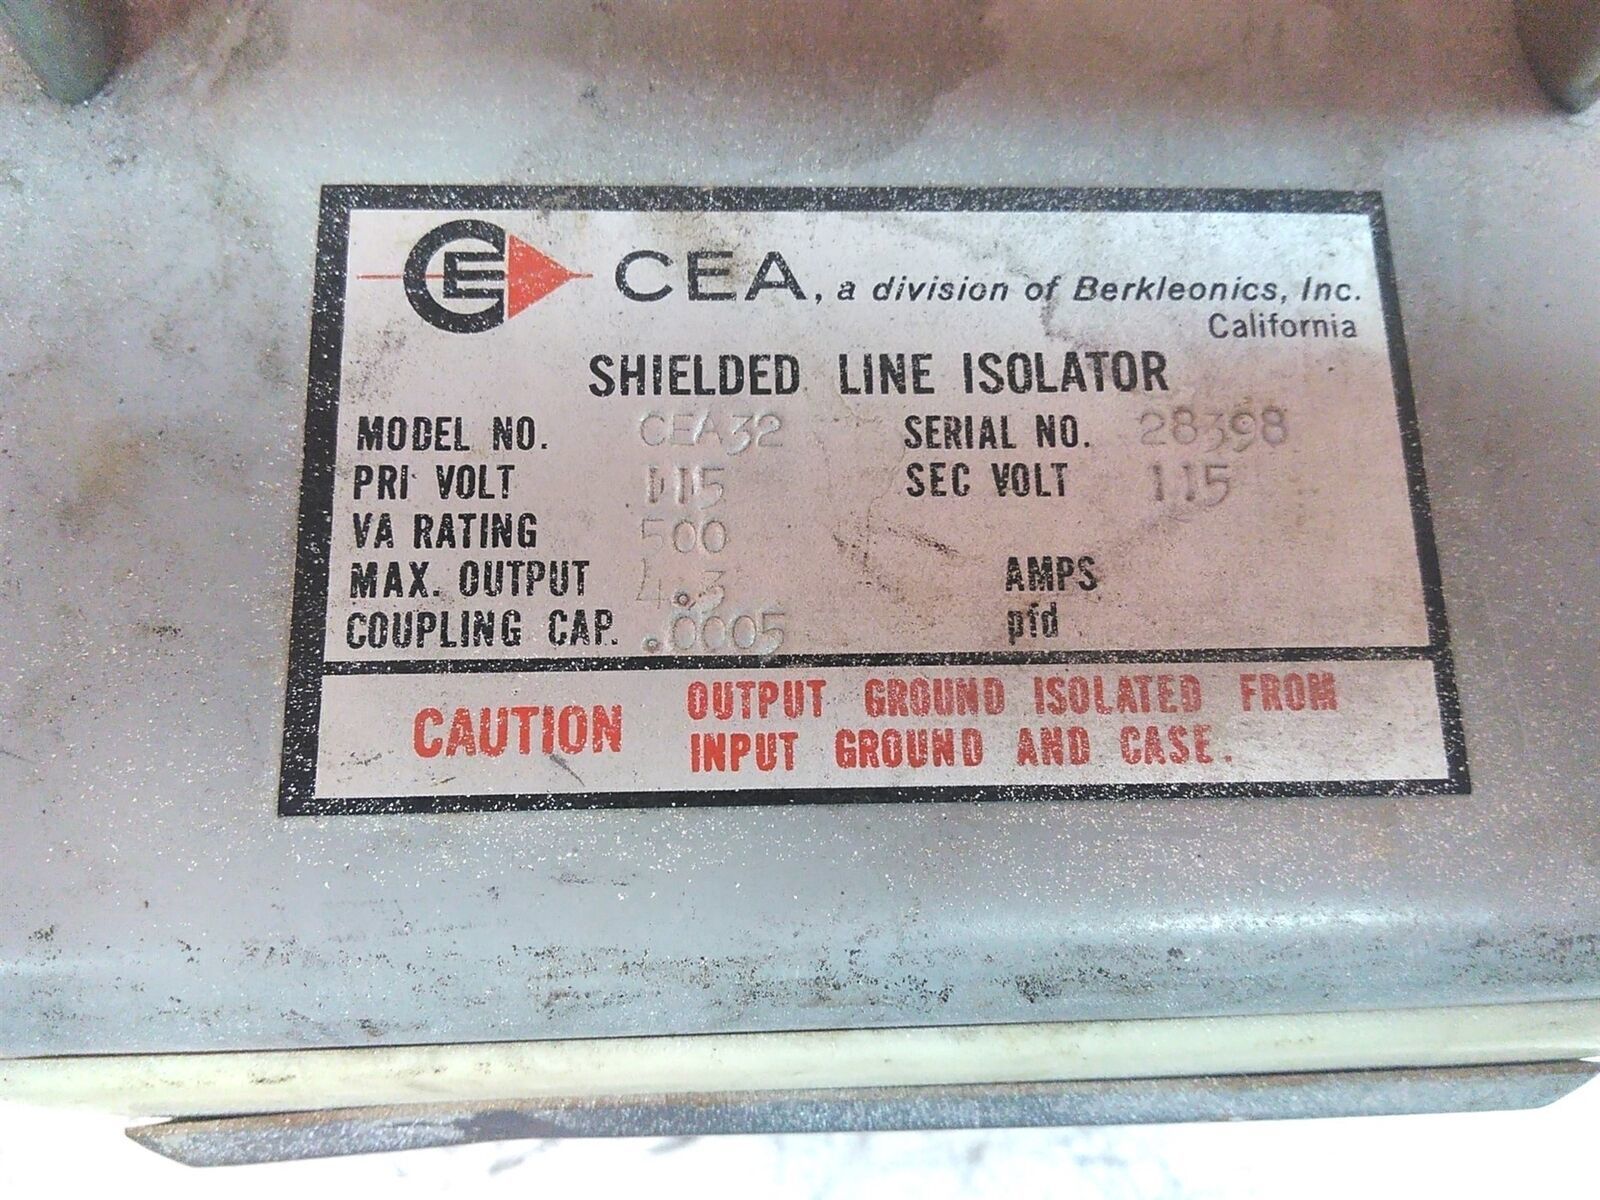 CE CEA, a division of Berkleonics, Inc.
California
SHIELDED LINE ISOLATOR
MODEL NO. CEA32 SERIAL NO. 28398
PRI VOLT 115 SEC VOLT 115
VA RATING 500
MAX. OUTPUT 4.3 AMPS
COUPLING CAP. .0005 pfd
CAUTION OUTPUT GROUND ISOLATED FROM
INPUT GROUND AND CASE.